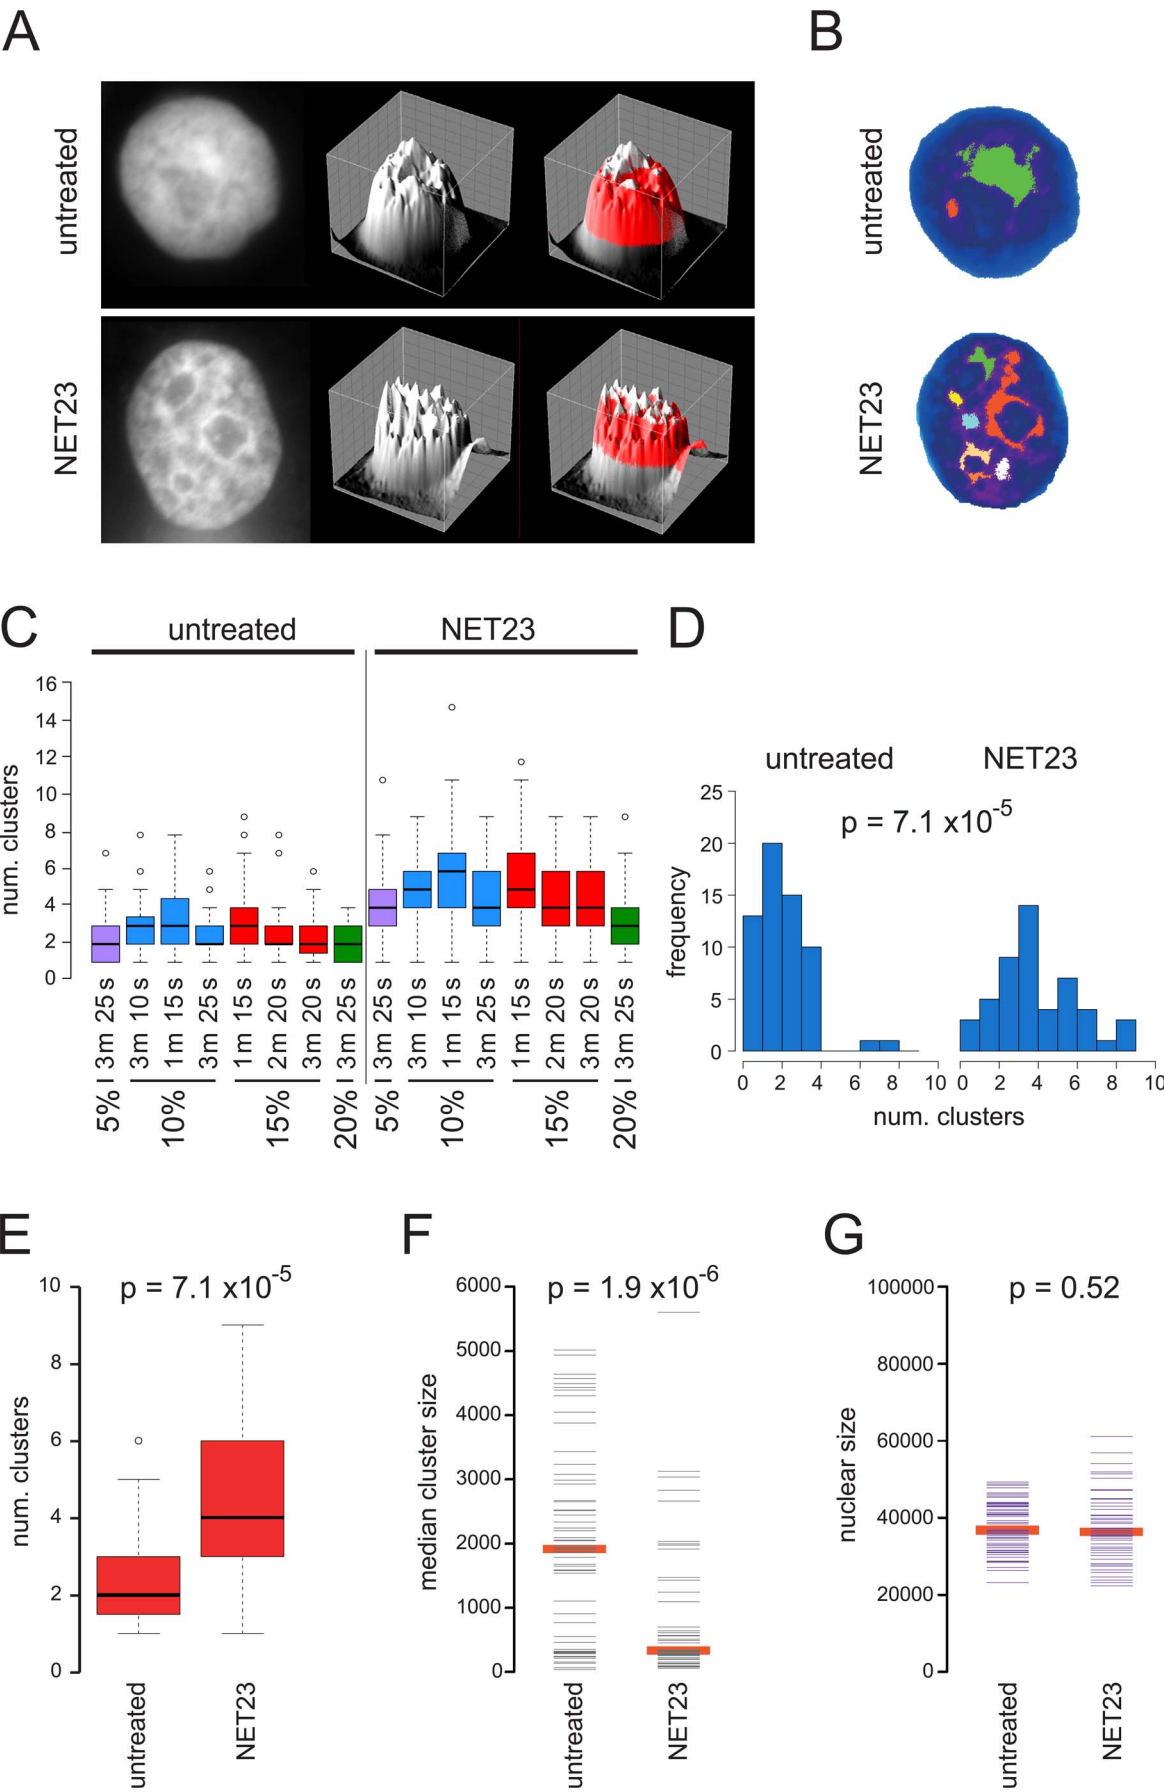 A
B
untreated
untreated
NET23
NET23
C
untreated
NET23
D
num. clusters
16
14
12
10
8
6
4
2
0
3m 25 s
3m 10 s
1m 15 s
3m 25 s
1m 15 s
2m 20 s
3m 20 s
3m 25 s
3m 25 s
3m 10 s
1m 15 s
3m 25 s
1m 15 s
2m 20 s
3m 20 s
3m 25 s
5%
10%
15%
20%
5%
10%
15%
20%
untreated
NET23
p = 7.1 x10-5
frequency
25
20
15
10
5
0
0 2 4 6 8 10
0 2 4 6 8 10
num. clusters
E
p = 7.1 x10-5
num. clusters
10
8
6
4
2
0
untreated
NET23
F
p = 1.9 x10-6
median cluster size
6000
5000
4000
3000
2000
1000
0
untreated
NET23
G
p = 0.52
nuclear size
100000
80000
60000
40000
20000
0
untreated
NET23